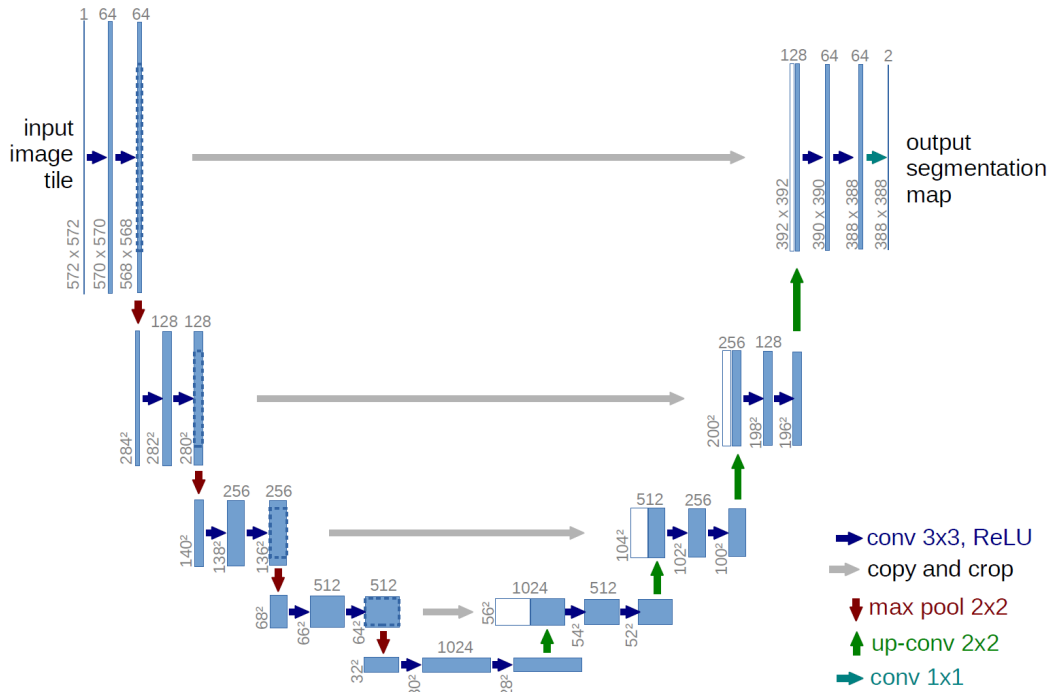 1 64 64
128 64 64 2
input
image
tile
output
segmentation
map
572 x 572
570 x 570
568 x 568
392 x 392
390 x 390
388 x 388
388 x 388
128 128
256 128
284²
282²
280²
200²
198²
196²
256 256
512 256
140²
138²
136²
104²
102²
100²
512 512
1024 512
68²
66²
64²
56²
54²
52²
1024
32²
30²
28²
conv 3x3, ReLU
copy and crop
max pool 2x2
up-conv 2x2
conv 1x1